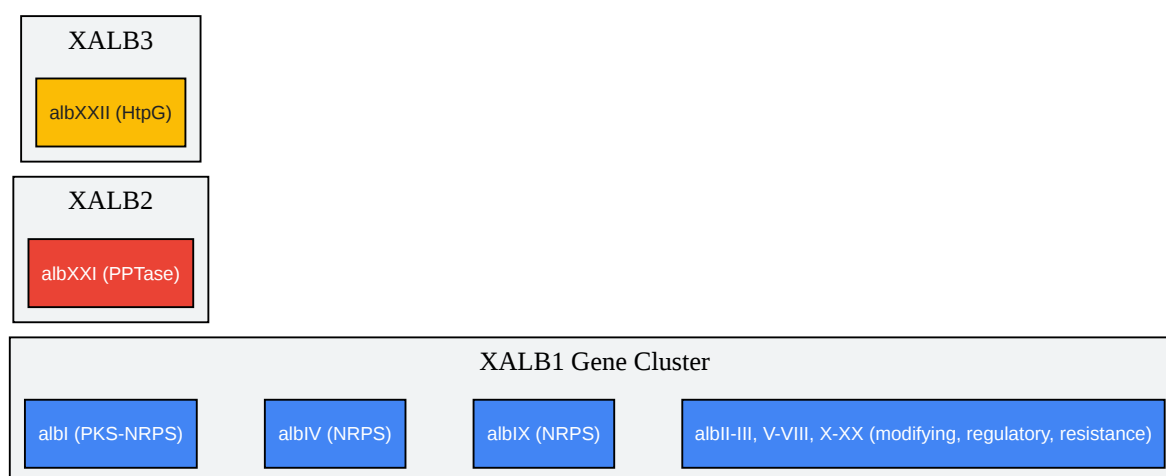 XALB3
albXXII (HtpG)
XALB2
albXXI (PPTase)
XALB1 Gene Cluster
albI (PKS-NRPS)
albIV (NRPS)
albIX (NRPS)
albII-III, V-VIII, X-XX (modifying, regulatory, resistance)